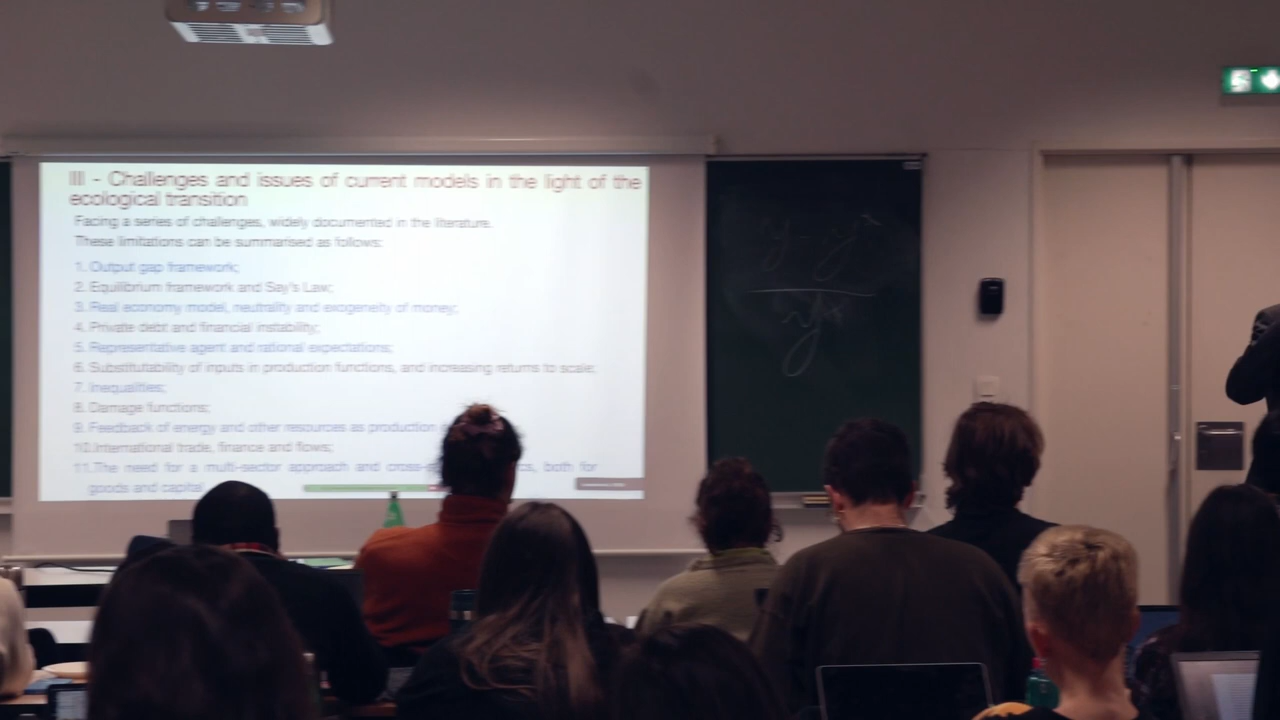 III - Challenges and issues of current models in the light of the
ecological transition
Facing a series of challenges, widely documented in the literature.
These limitations can be summarised as follows:
1. Output gap framework;
2. Equilibrium framework and Say's Law;
3. Real economy model, neutrality and exogeneity of money;
4. Private debt and financial instability;
5. Representative agent and rational expectations;
6. Substitutability of inputs in production functions, and increasing returns to scale;
7. Inequalities;
8. Damage functions;
9. Feedback of energy and other resources as production
10.International trade, finance and flows;
11.The need for a multi-sector approach and both for
goods and capital